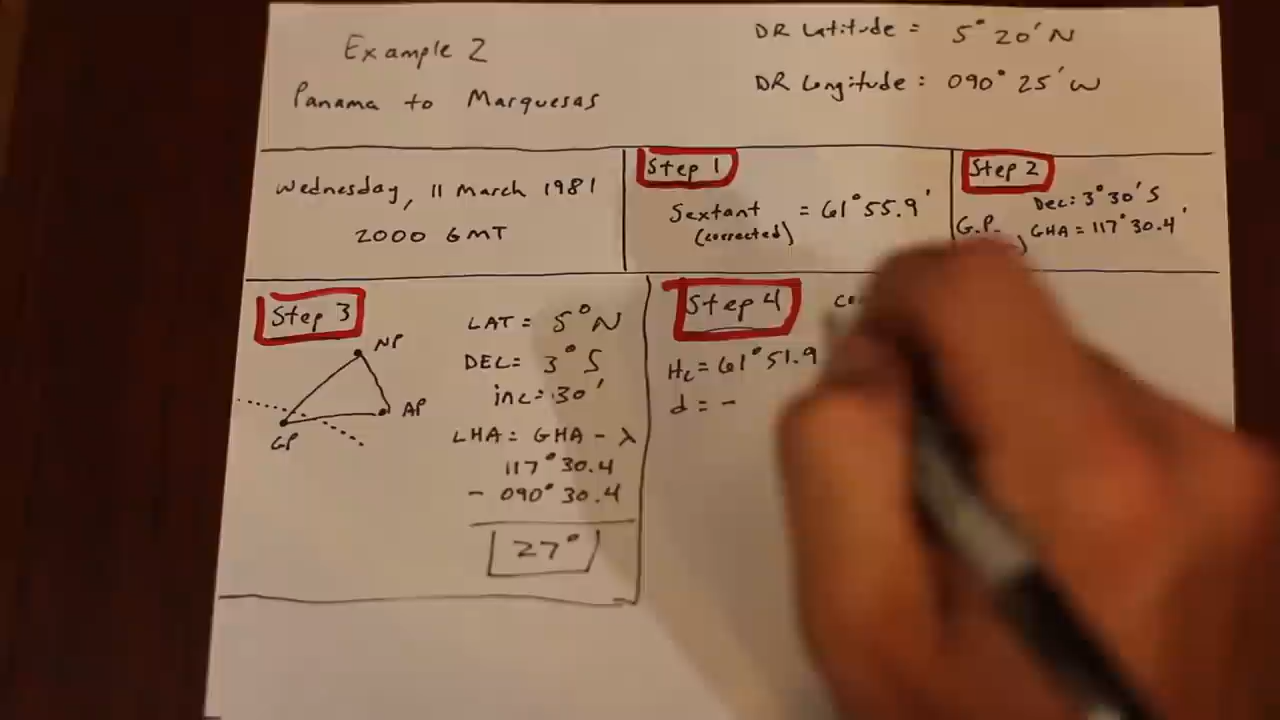 Example 2
Panama to Marquesas
DR Latitude = 5° 20' N
DR Longitude: 090° 25' W
Wednesday, 11 March 1981
2000 GMT
Step 1
Sextant = 61° 55.9'
(corrected)
Step 2
Dec: 3° 30' S
G.P.
GHA = 117° 30.4'
Step 3
NP
AP
GP
LAT = 5° N
DEC = 3° S
inc = 30'
LHA = GHA - λ
117° 30.4
- 090° 30.4
27°
Step 4
Hc = 61° 51.9
d = -